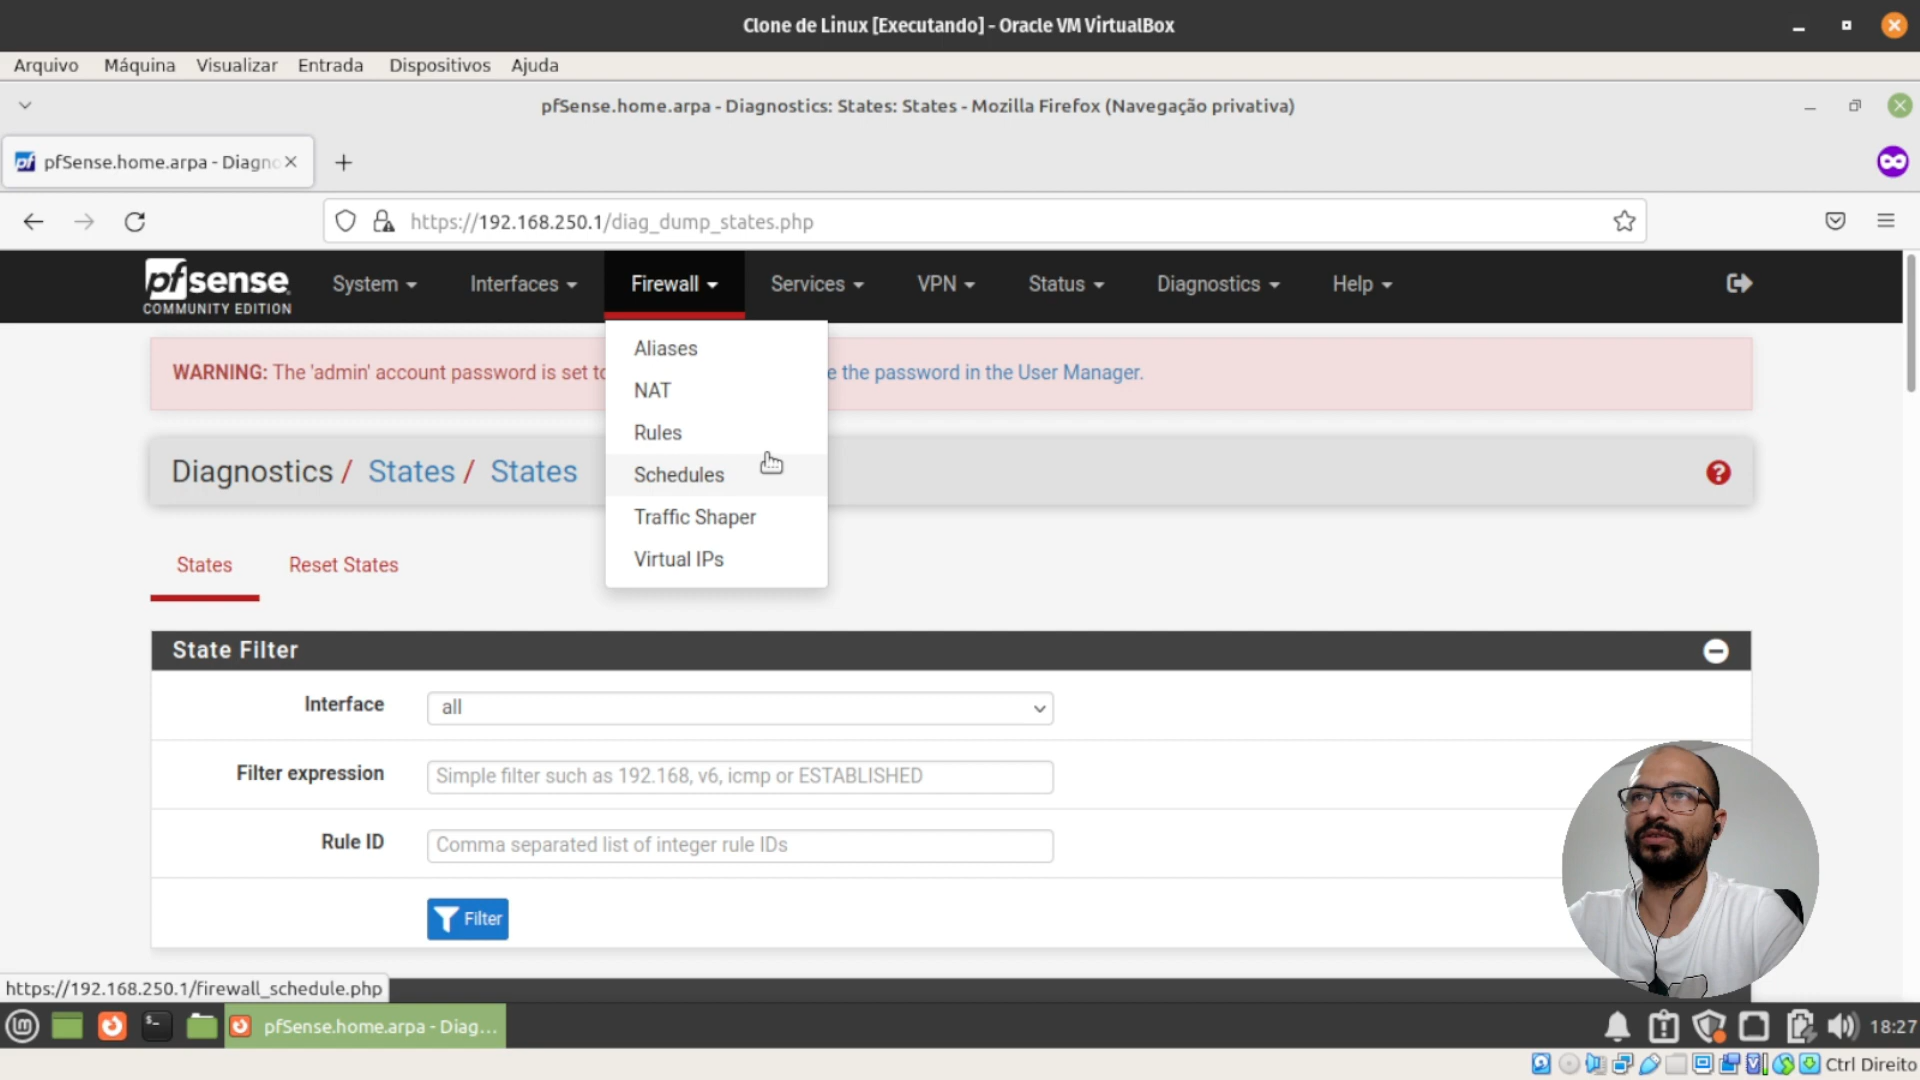 Clone de Linux [Executando] - Oracle VM VirtualBox
Arquivo Máquina Visualizar Entrada Dispositivos Ajuda
pfSense.home.arpa - Diagnostics: States: States - Mozilla Firefox (Navegação privativa)
pfSense.home.arpa - Diagno
https://192.168.250.1/diag_dump_states.php
pfsense
COMMUNITY EDITION
System Interfaces Firewall Services VPN Status Diagnostics Help
Aliases
NAT
Rules
Schedules
Traffic Shaper
Virtual IPs
WARNING: The 'admin' account password is set to e the password in the User Manager.
Diagnostics / States / States
States Reset States
State Filter
Interface all
Filter expression Simple filter such as 192.168, v6, icmp or ESTABLISHED
Rule ID Comma separated list of integer rule IDs
Filter
https://192.168.250.1/firewall_schedule.php
pfSense.home.arpa - Diag...
18:27
Ctrl Direito